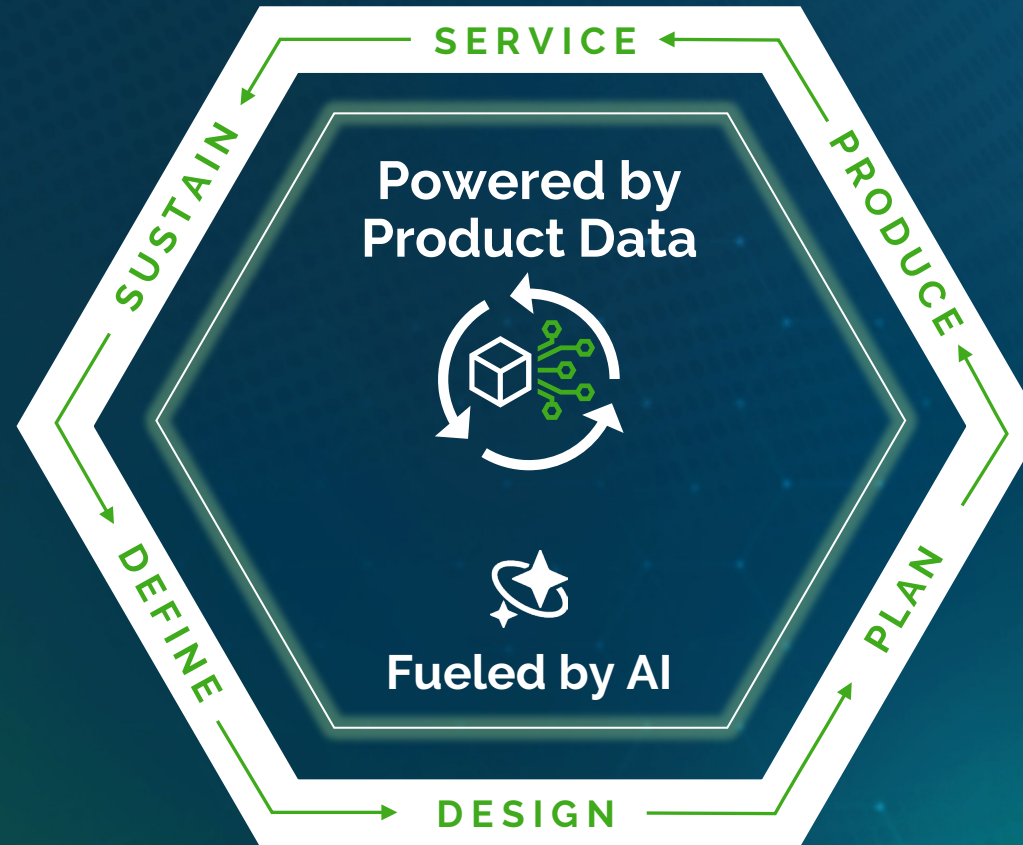 SERVICE
SUSTAIN
PRODUCE
Powered by
Product Data
DEFINE
PLAN
Fueled by AI
DESIGN